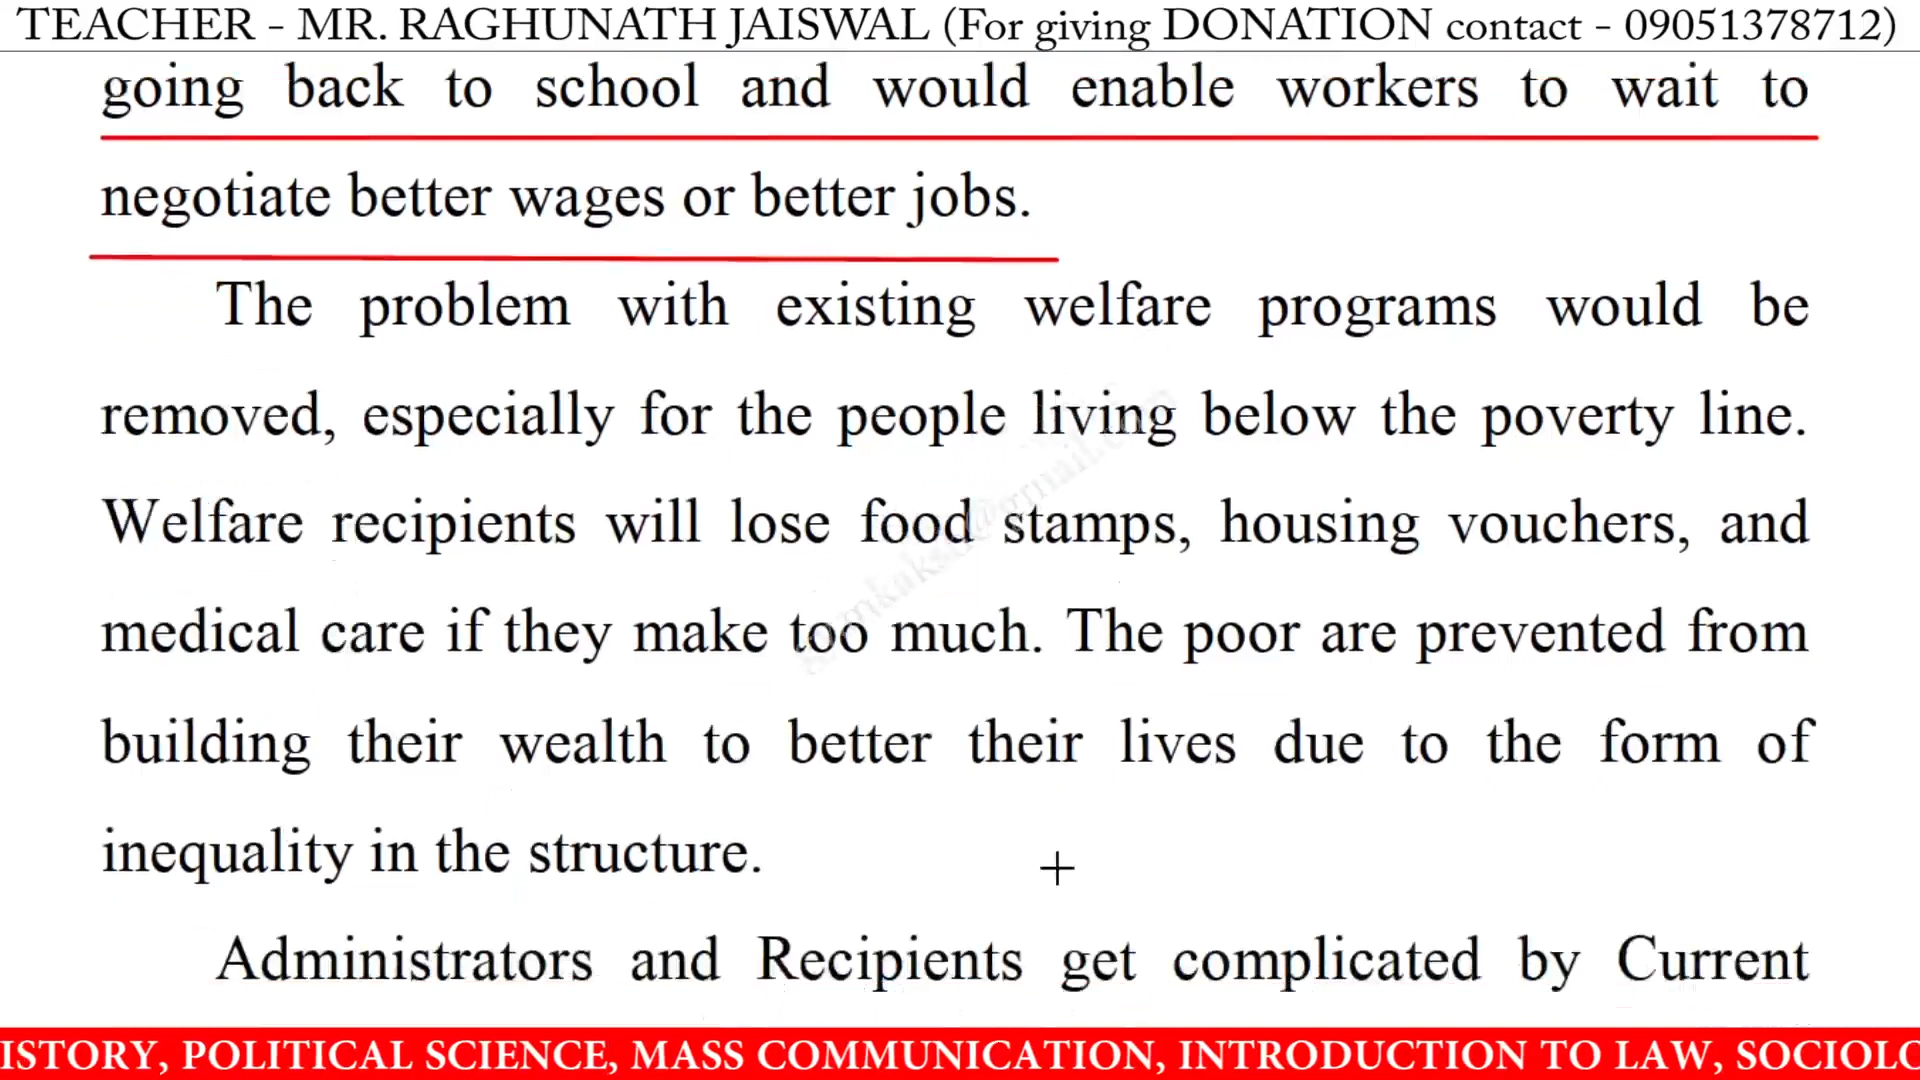 TEACHER - MR. RAGHUNATH JAISWAL (For giving DONATION contact - 09051378712)
going back to school and would enable workers to wait to
negotiate better wages or better jobs.
The problem with existing welfare programs would be
removed, especially for the people living below the poverty line.
Welfare recipients will lose food stamps, housing vouchers, and
medical care if they make too much. The poor are prevented from
building their wealth to better their lives due to the form of
inequality in the structure.
Administrators and Recipients get complicated by Current
ISTORY, POLITICAL SCIENCE, MASS COMMUNICATION, INTRODUCTION TO LAW, SOCIOLO